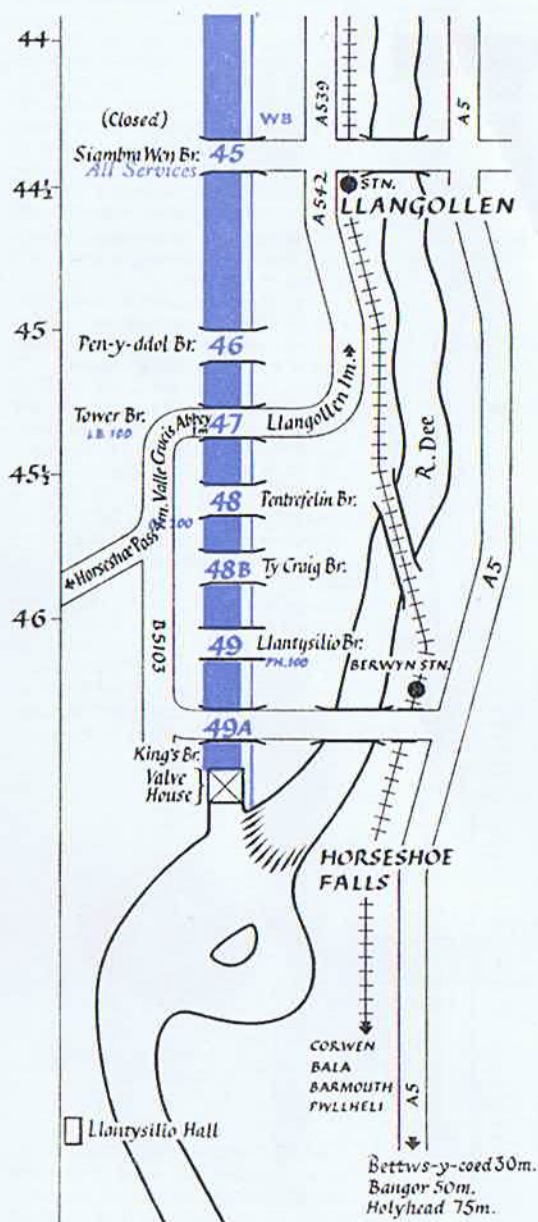 44
(Closed)
WB
A539
A5
Siambra Wen Br.
45
All Services
44½
A542
STN.
LLANGOLLEN
45
Pen-y-ddol Br.
46
Tower Br.
47
Llangollen 1m.
LB. 100
Valle Crucis Abbey
R. Dee
45½
48
Pentrefelin Br.
Horseshoe Pass
48B
Ty Craig Br.
A5
46
B5103
49
Llantysilio Br.
PH. 100
BERWYN STN.
49A
King's Br.
Valve
House
HORSESHOE
FALLS
CORWEN
BALA
BARMOUTH
PWLLHELI
A5
Llantysilio Hall
Bettws-y-coed 30m.
Bangor 50m.
Holyhead 75m.